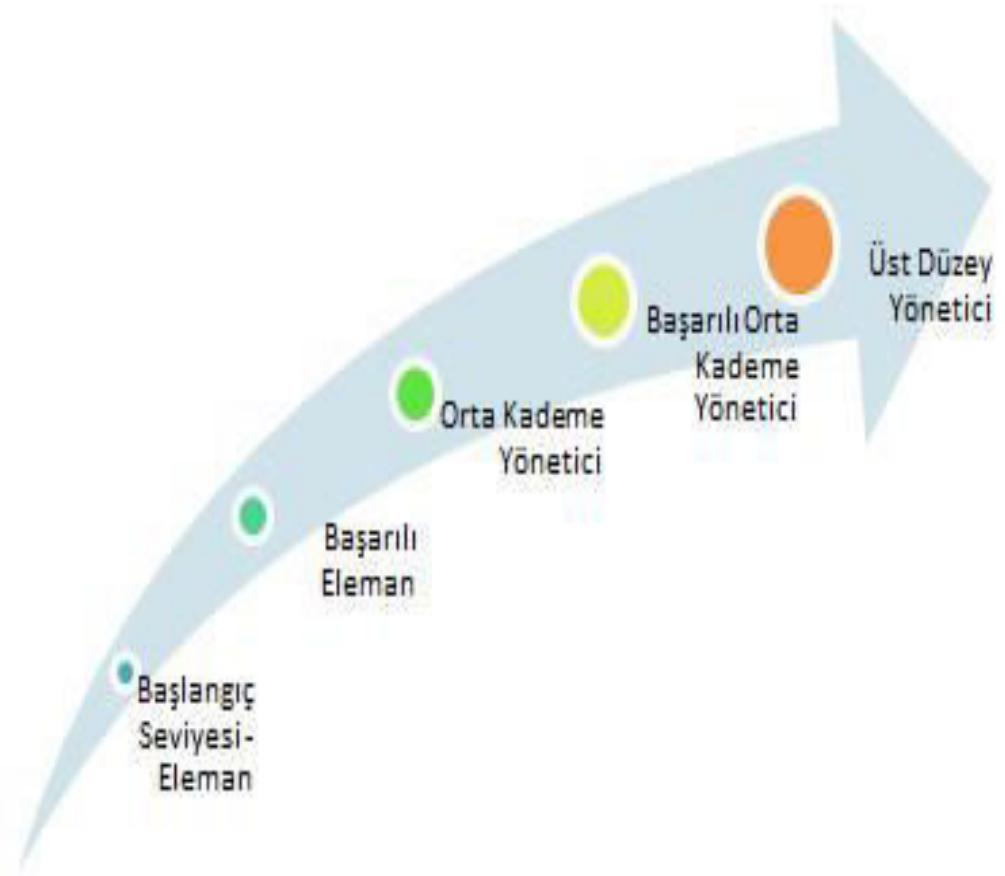 Üst Düzey
Yönetici
Başarılı Orta
Kademe
Yönetici
Orta Kademe
Yönetici
Başarılı
Eleman
Başlangıç
Seviyesi-
Eleman